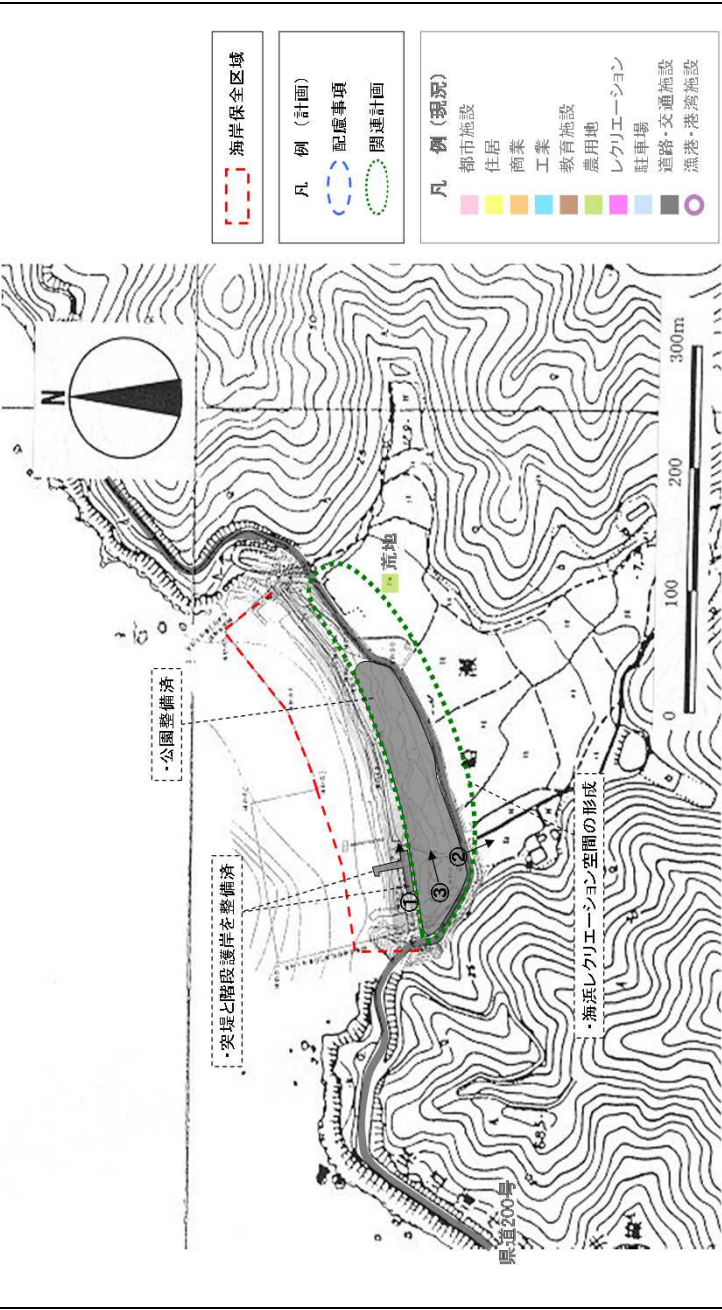 海岸保全区域
凡 例 (計画)
配慮事項
関連計画
凡 例 (現況)
都市施設
住居
商業
工業
教育施設
農用地
レクリエーション
駐車場
道路・交通施設
漁港・港湾施設
N
・公園整備済
・突堤と階段護岸を整備済
荒地
①
②
③
・海浜レクリエーション空間の形成
県道200号
0 100 200 300m